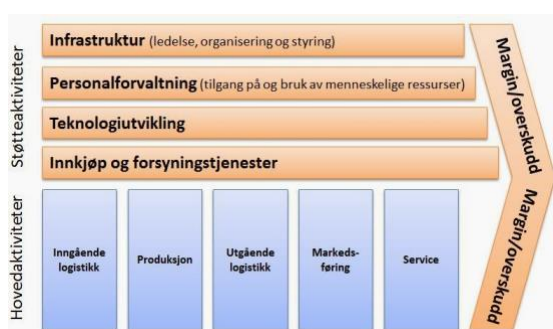 Støtteaktiviteter
Infrastruktur (ledelse, organisering og styring)
Personalforvaltning (tilgang på og bruk av menneskelige ressurser)
Teknologiutvikling
Innkjøp og forsyningstjenester
Margin/overskudd
Hovedaktiviteter
Inngående
logistikk
Produksjon
Utgående
logistikk
Markeds-
føring
Service
Margin/overskudd